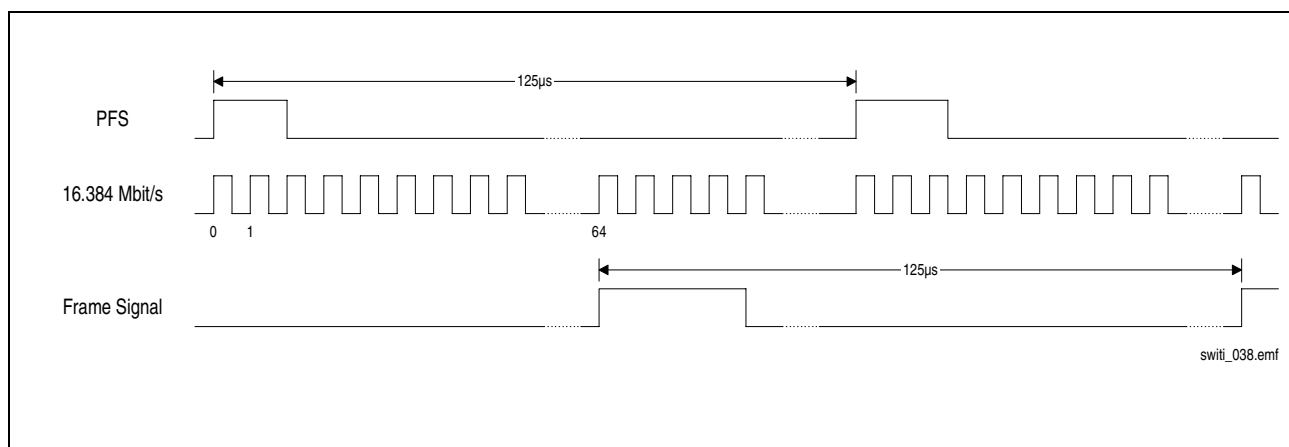 125µs
PFS
16.384 Mbit/s
0 1 64
125µs
Frame Signal
switi_038.emf